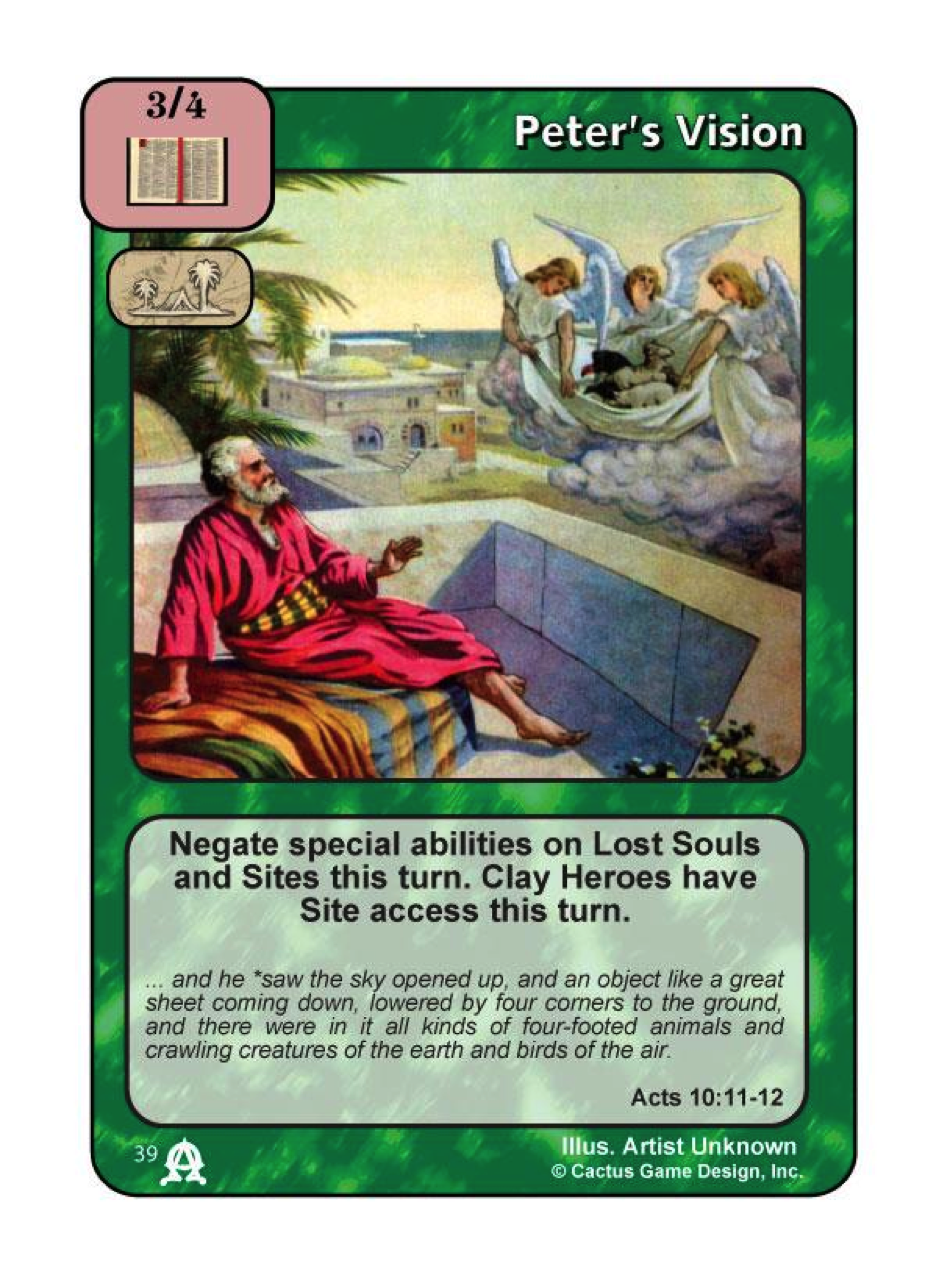 3/4
Peter's Vision
Negate special abilities on Lost Souls
and Sites this turn. Clay Heroes have
Site access this turn.
... and he *saw the sky opened up, and an object like a great
sheet coming down, lowered by four corners to the ground,
and there were in it all kinds of four-footed animals and
crawling creatures of the earth and birds of the air.
Acts 10:11-12
39
Illus. Artist Unknown
© Cactus Game Design, Inc.